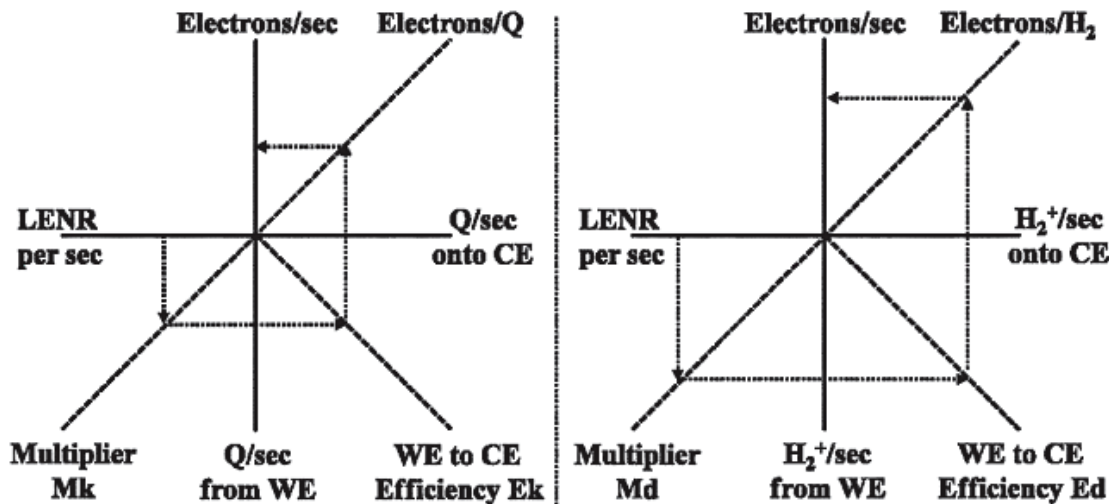 Electrons/sec
Electrons/Q
LENR
per sec
Q/sec
onto CE
Multiplier
Mk
Q/sec
from WE
WE to CE
Efficiency Ek
Electrons/sec
Electrons/H₂
LENR
per sec
H₂⁺/sec
onto CE
Multiplier
Md
H₂⁺/sec
from WE
WE to CE
Efficiency Ed